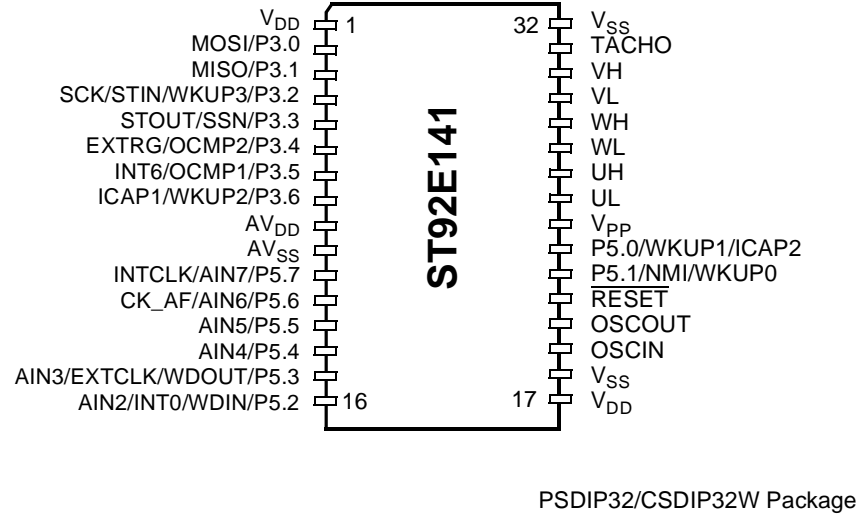 VDD 1 32 VSS
MOSI/P3.0 TACHO
MISO/P3.1 VH
SCK/STIN/WKUP3/P3.2 VL
STOUT/SSN/P3.3 WH
EXTRG/OCMP2/P3.4 WL
INT6/OCMP1/P3.5 UH
ICAP1/WKUP2/P3.6 UL
AVDD VPP
AVSS P5.0/WKUP1/ICAP2
INTCLK/AIN7/P5.7 P5.1/NMI/WKUP0
CK_AF/AIN6/P5.6 RESET
AIN5/P5.5 OSCOUT
AIN4/P5.4 OSCIN
AIN3/EXTCLK/WDOUT/P5.3 VSS
AIN2/INT0/WDIN/P5.2 16 17 VDD
ST92E141
PSDIP32/CSDIP32W Package